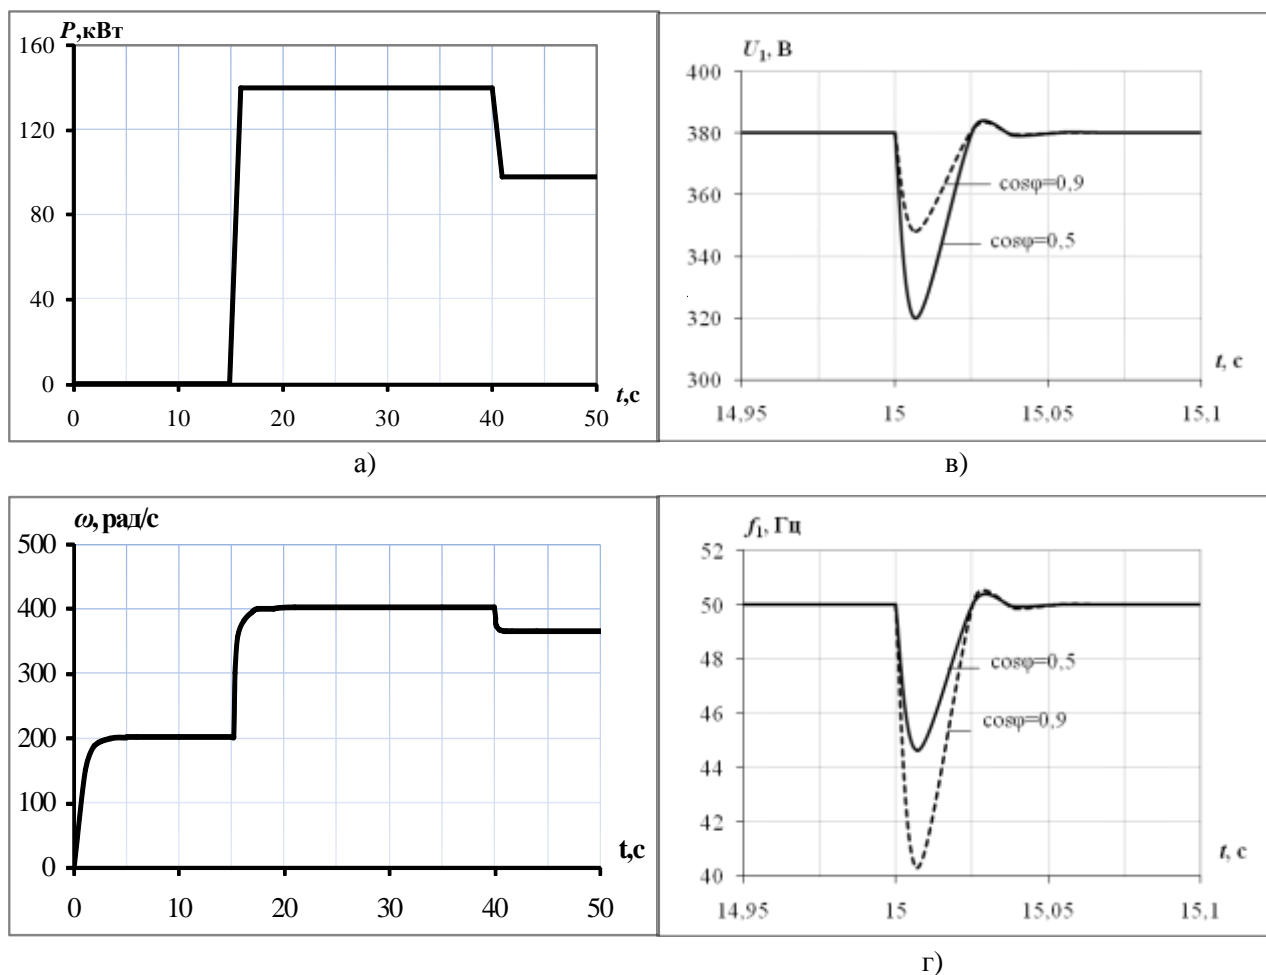 P,кВт
160
120
80
40
0
t,с
0 10 20 30 40 50
а)
U1, В
400
380
360
340
320
300
cosφ=0,9
cosφ=0,5
t, с
14,95 15 15,05 15,1
в)
ω, рад/с
500
400
300
200
100
0
t,с
0 10 20 30 40 50
f1, Гц
52
50
48
46
44
42
40
cosφ=0,5
cosφ=0,9
t, с
14,95 15 15,05 15,1
г)